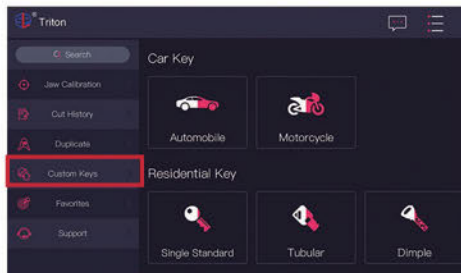 Triton
Search
Jaw Calibration
Cut History
Duplicate
Custom Keys
Favorites
Support
Car Key
Automobile
Motorcycle
Residential Key
Single Standard
Tubular
Dimple